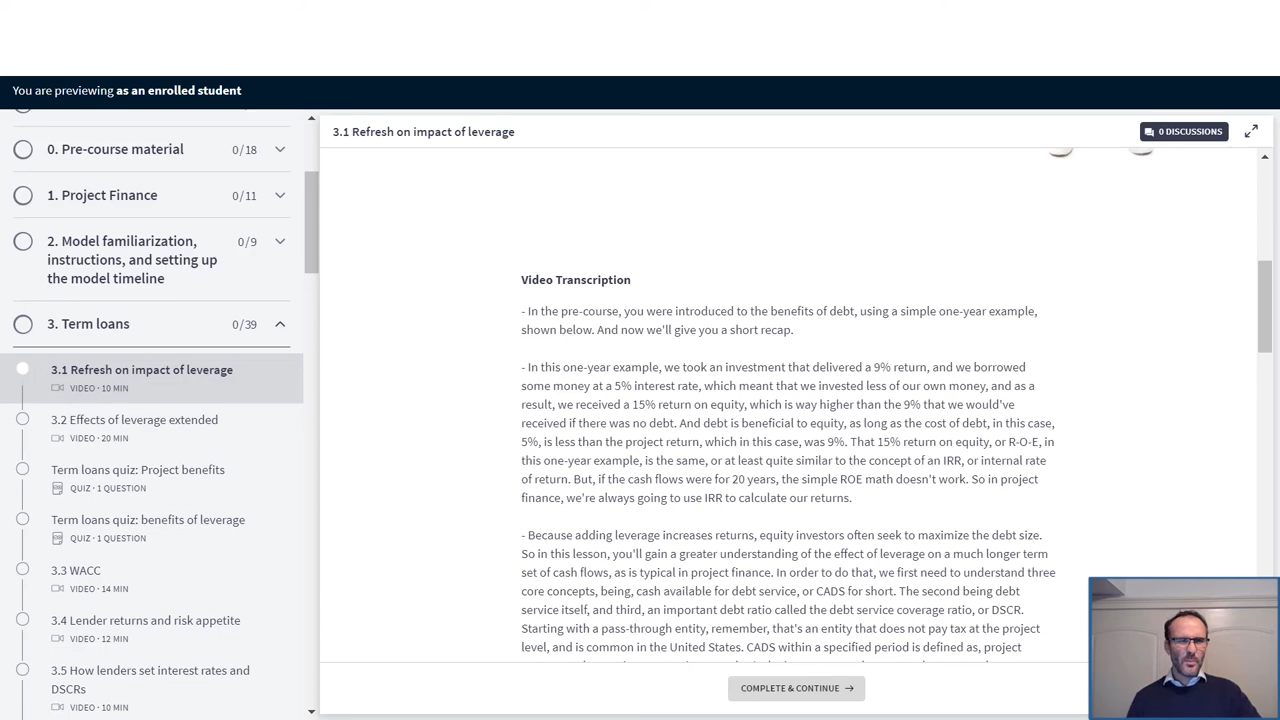 You are previewing as an enrolled student
0. Pre-course material 0/18
1. Project Finance 0/11
2. Model familiarization, 0/9
instructions, and setting up
the model timeline
3. Term loans 0/39
3.1 Refresh on impact of leverage
VIDEO · 10 MIN
3.2 Effects of leverage extended
VIDEO · 20 MIN
Term loans quiz: Project benefits
QUIZ · 1 QUESTION
Term loans quiz: benefits of leverage
QUIZ · 1 QUESTION
3.3 WACC
VIDEO · 14 MIN
3.4 Lender returns and risk appetite
VIDEO · 12 MIN
3.5 How lenders set interest rates and
DSCRs
VIDEO · 10 MIN
3.1 Refresh on impact of leverage
0 DISCUSSIONS
Video Transcription
- In the pre-course, you were introduced to the benefits of debt, using a simple one-year example,
shown below. And now we'll give you a short recap.
- In this one-year example, we took an investment that delivered a 9% return, and we borrowed
some money at a 5% interest rate, which meant that we invested less of our own money, and as a
result, we received a 15% return on equity, which is way higher than the 9% that we would've
received if there was no debt. And debt is beneficial to equity, as long as the cost of debt, in this case,
5%, is less than the project return, which in this case, was 9%. That 15% return on equity, or R-O-E, in
this one-year example, is the same, or at least quite similar to the concept of an IRR, or internal rate
of return. But, if the cash flows were for 20 years, the simple ROE math doesn't work. So in project
finance, we're always going to use IRR to calculate our returns.
- Because adding leverage increases returns, equity investors often seek to maximize the debt size.
So in this lesson, you'll gain a greater understanding of the effect of leverage on a much longer term
set of cash flows, as is typical in project finance. In order to do that, we first need to understand three
core concepts, being, cash available for debt service, or CADS for short. The second being debt
service itself, and third, an important debt ratio called the debt service coverage ratio, or DSCR.
Starting with a pass-through entity, remember, that's an entity that does not pay tax at the project
level, and is common in the United States. CADS within a specified period is defined as, project
COMPLETE & CONTINUE →